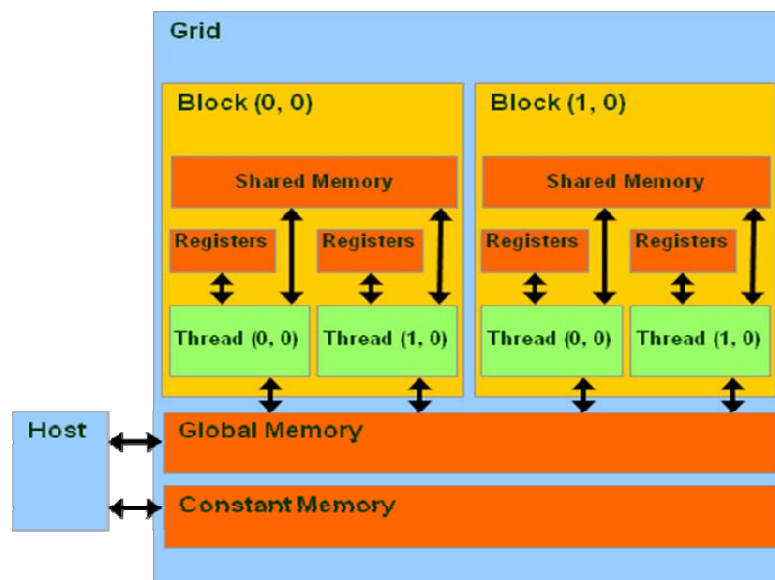 Grid
Block (0, 0)
Block (1, 0)
Shared Memory
Shared Memory
Registers
Registers
Registers
Registers
Thread (0, 0)
Thread (1, 0)
Thread (0, 0)
Thread (1, 0)
Host
Global Memory
Constant Memory